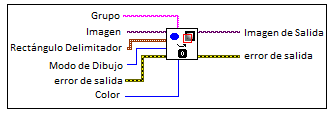 Grupo
Imagen
Imagen de Salida
Rectángulo Delimitador
Modo de Dibujo
error de salida
error de salida
Color